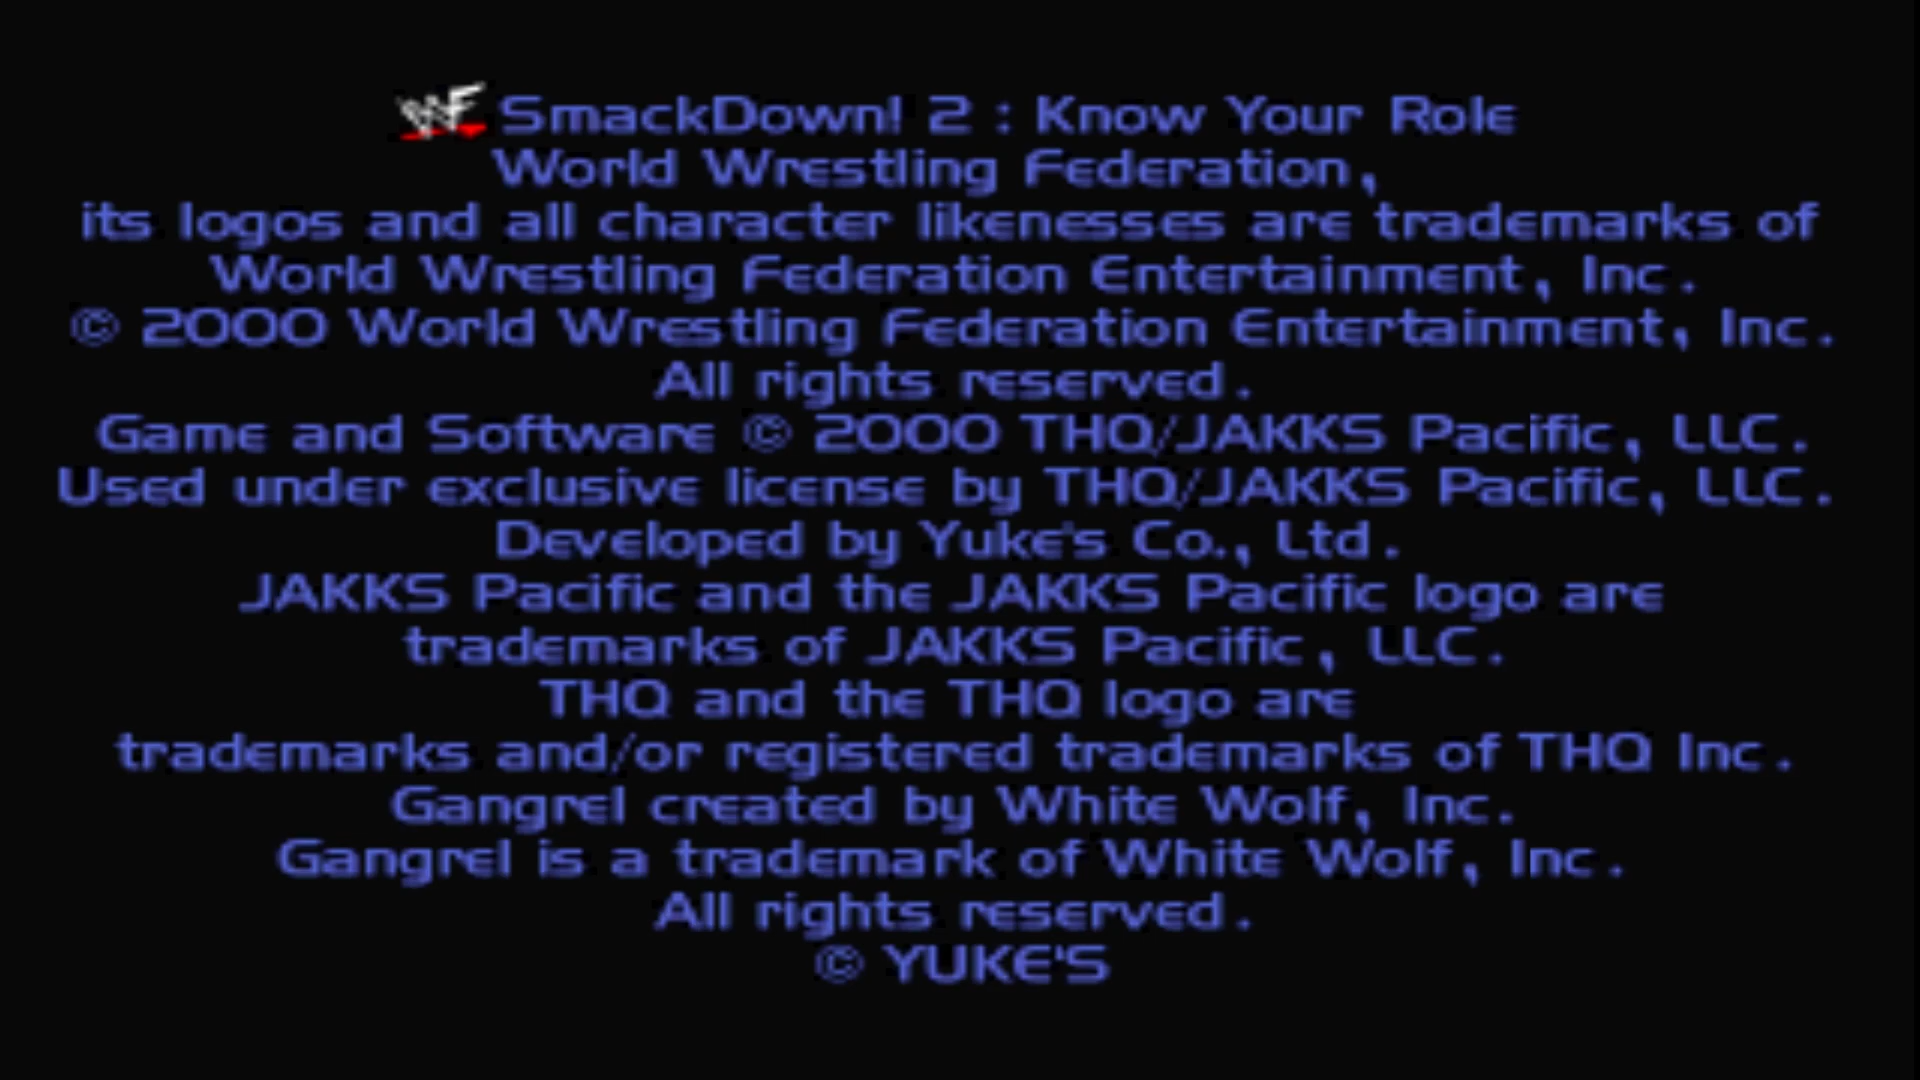 WF SmackDown! 2 : Know Your Role
World Wrestling Federation,
its logos and all character likenesses are trademarks of
World Wrestling Federation Entertainment, Inc.
© 2000 World Wrestling Federation Entertainment, Inc.
All rights reserved.
Game and Software © 2000 THQ/JAKKS Pacific, LLC.
Used under exclusive license by THQ/JAKKS Pacific, LLC.
Developed by Yuke's Co., Ltd.
JAKKS Pacific and the JAKKS Pacific logo are
trademarks of JAKKS Pacific, LLC.
THQ and the THQ logo are
trademarks and/or registered trademarks of THQ Inc.
Gangrel created by White Wolf, Inc.
Gangrel is a trademark of White Wolf, Inc.
All rights reserved.
© YUKE'S